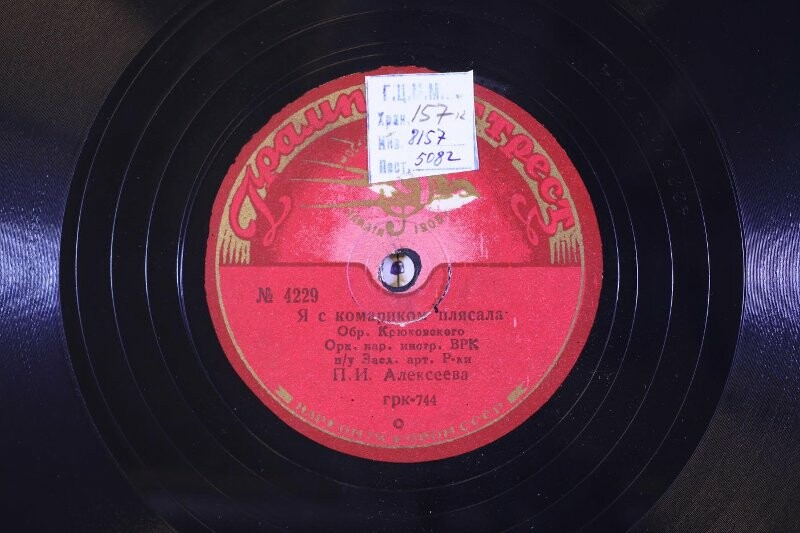 Г.Ц.М.М.
Хран. 157
Инв. 8157
Пост. 5082
№ 4229
Я с комариком плясала
Обр. Крюковского
Орк. нар. инстр. ВРК
п/у Засл. арт. Р-ки
П.И. Алексеева
грк-744